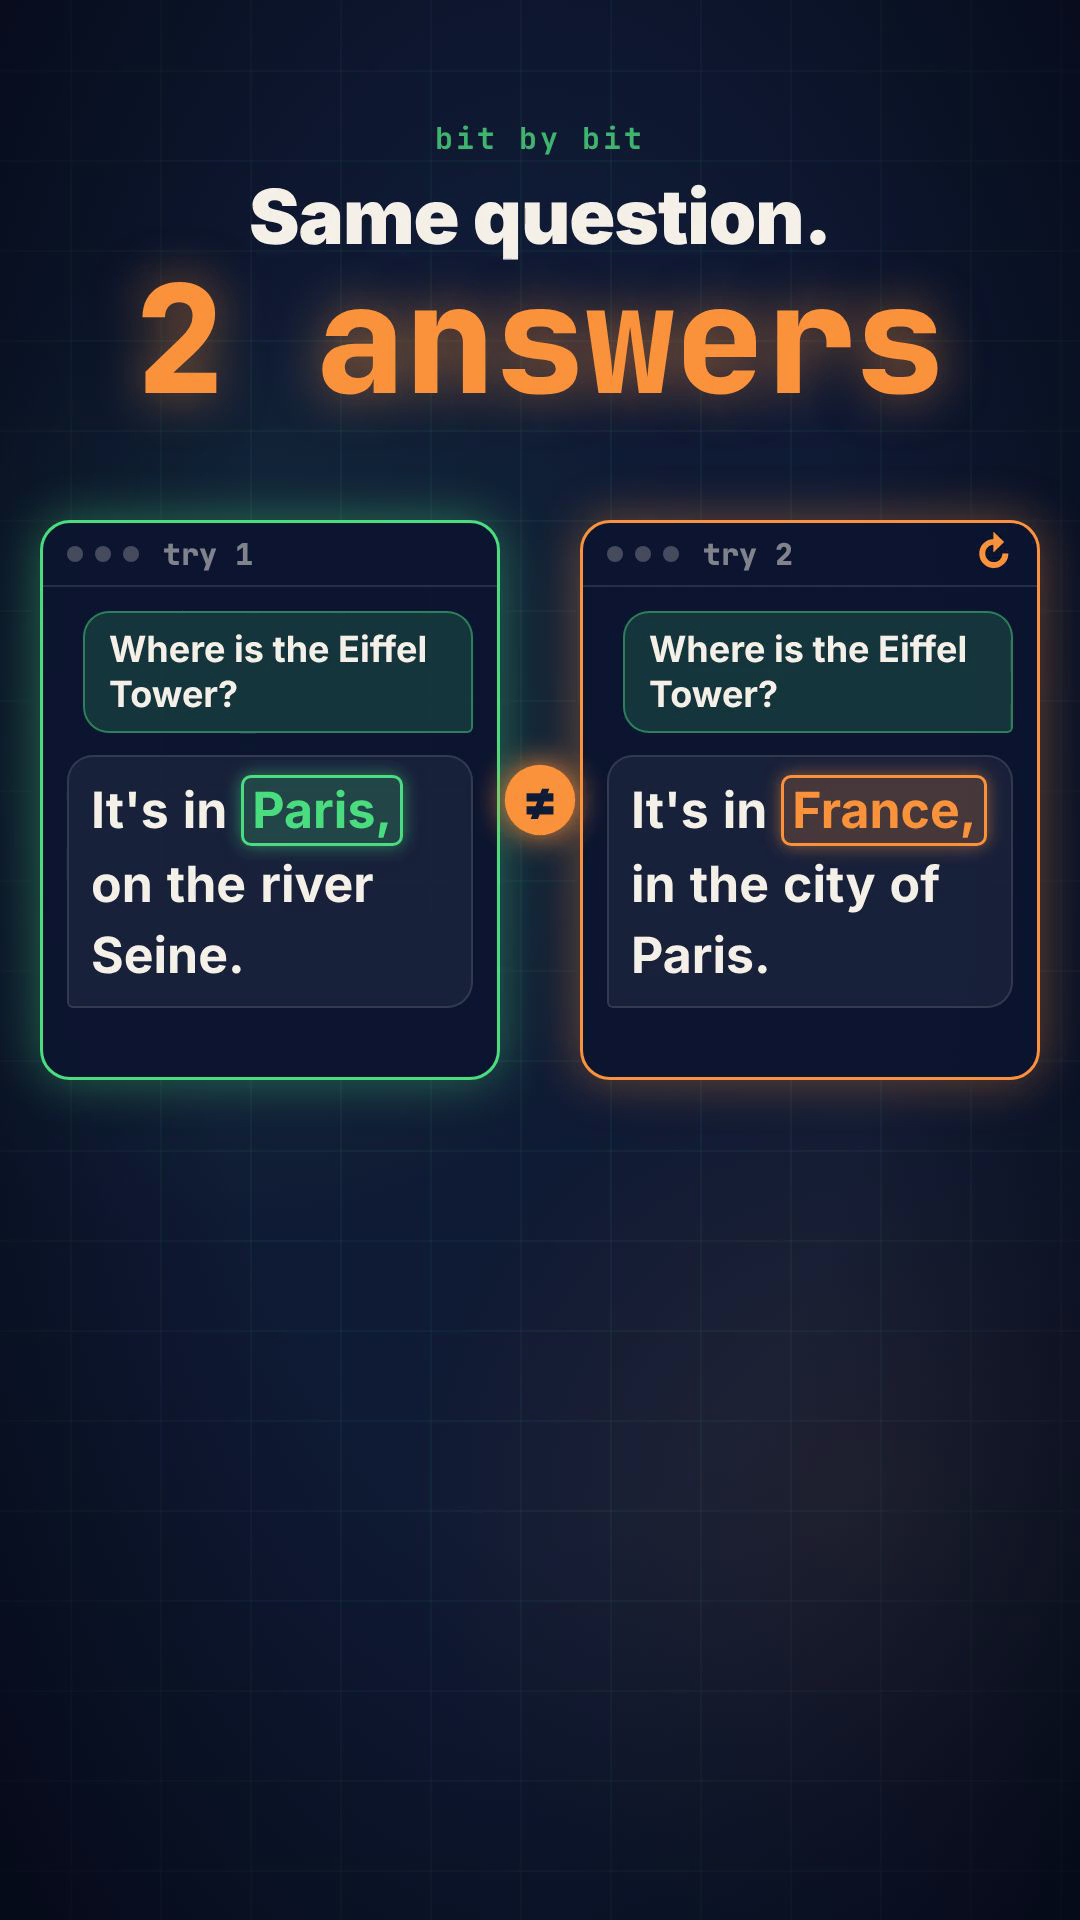 bit by bit
Same question.
2 answers
try 1
Where is the Eiffel
Tower?
It's in Paris,
on the river
Seine.
≠
try 2
Where is the Eiffel
Tower?
It's in France,
in the city of
Paris.